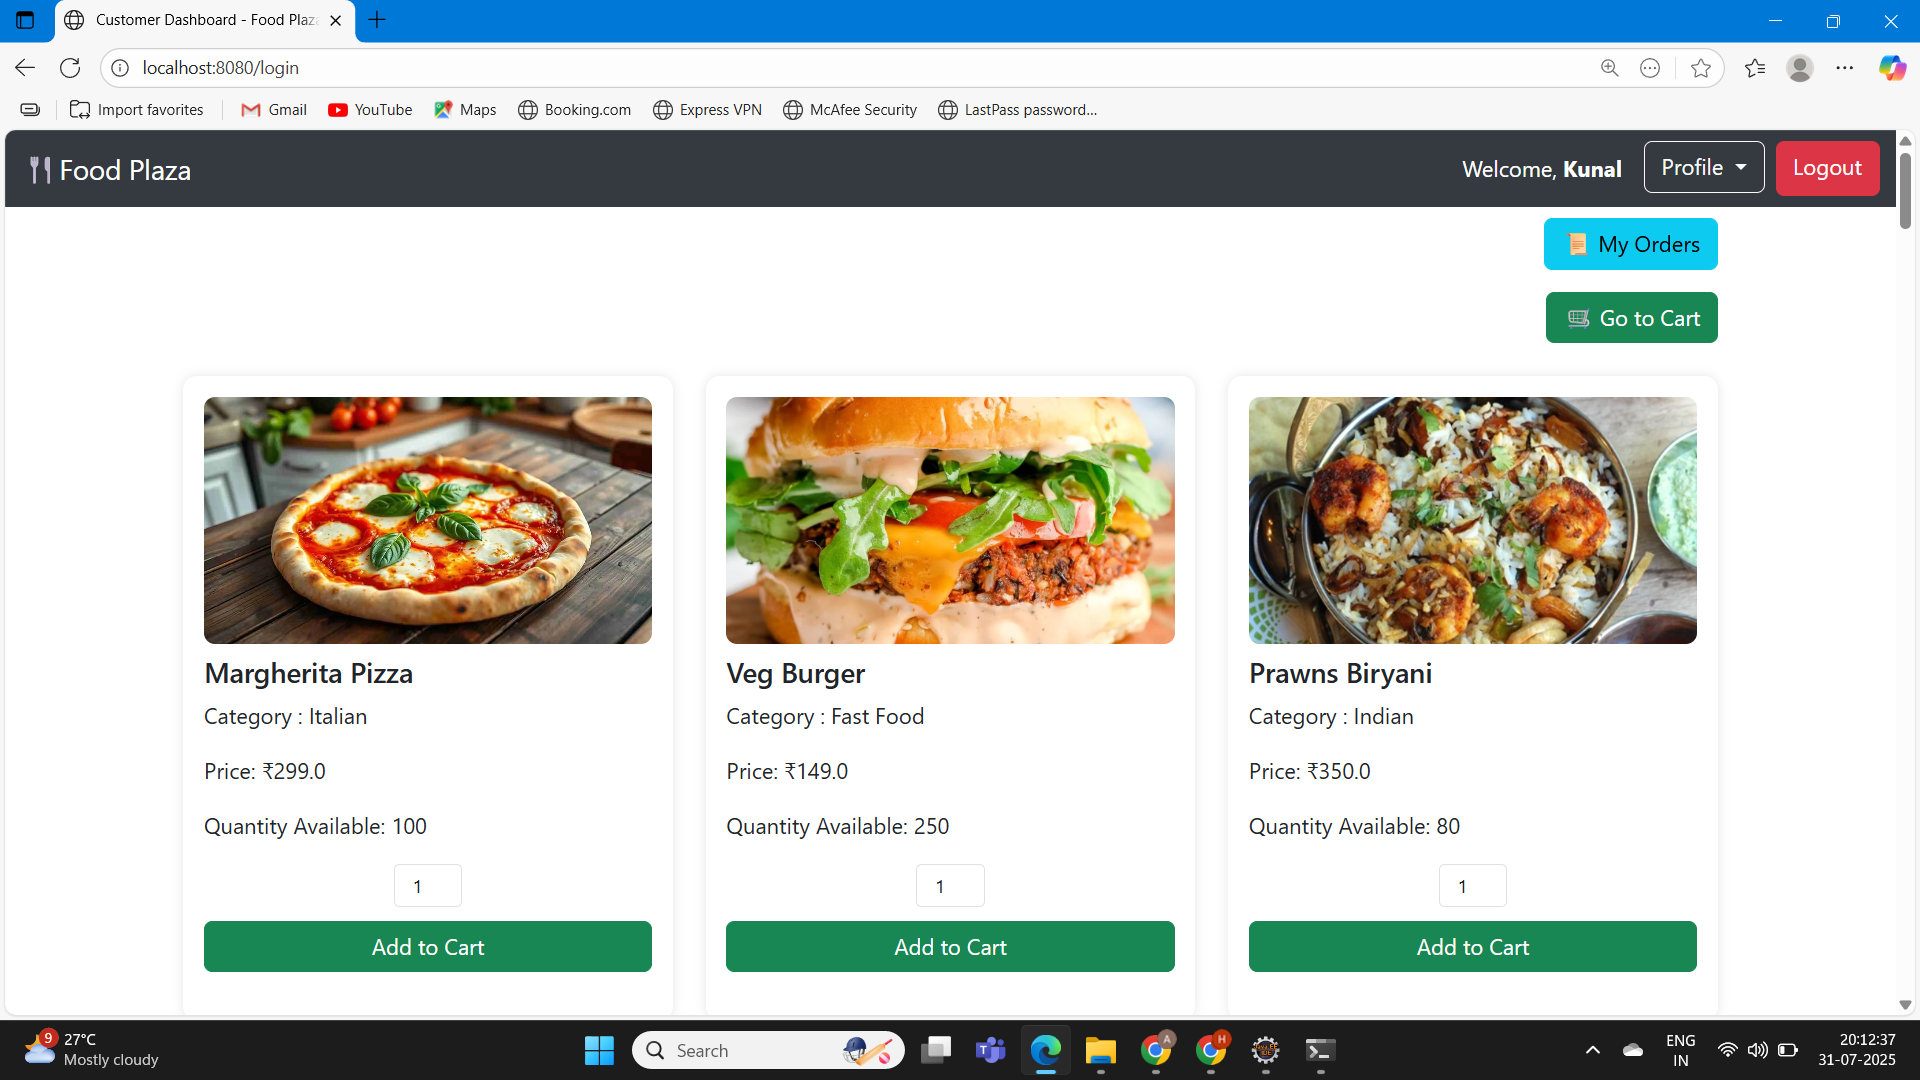 Customer Dashboard - Food Plaz
localhost:8080/login
Import favorites
Gmail
YouTube
Maps
Booking.com
Express VPN
McAfee Security
LastPass password...
Food Plaza
Welcome, Kunal
Profile
Logout
My Orders
Go to Cart
Margherita Pizza
Category : Italian
Price: ₹299.0
Quantity Available: 100
1
Add to Cart
Veg Burger
Category : Fast Food
Price: ₹149.0
Quantity Available: 250
1
Add to Cart
Prawns Biryani
Category : Indian
Price: ₹350.0
Quantity Available: 80
1
Add to Cart
9
27°C
Mostly cloudy
Search
A
H
ENG
IN
20:12:37
31-07-2025